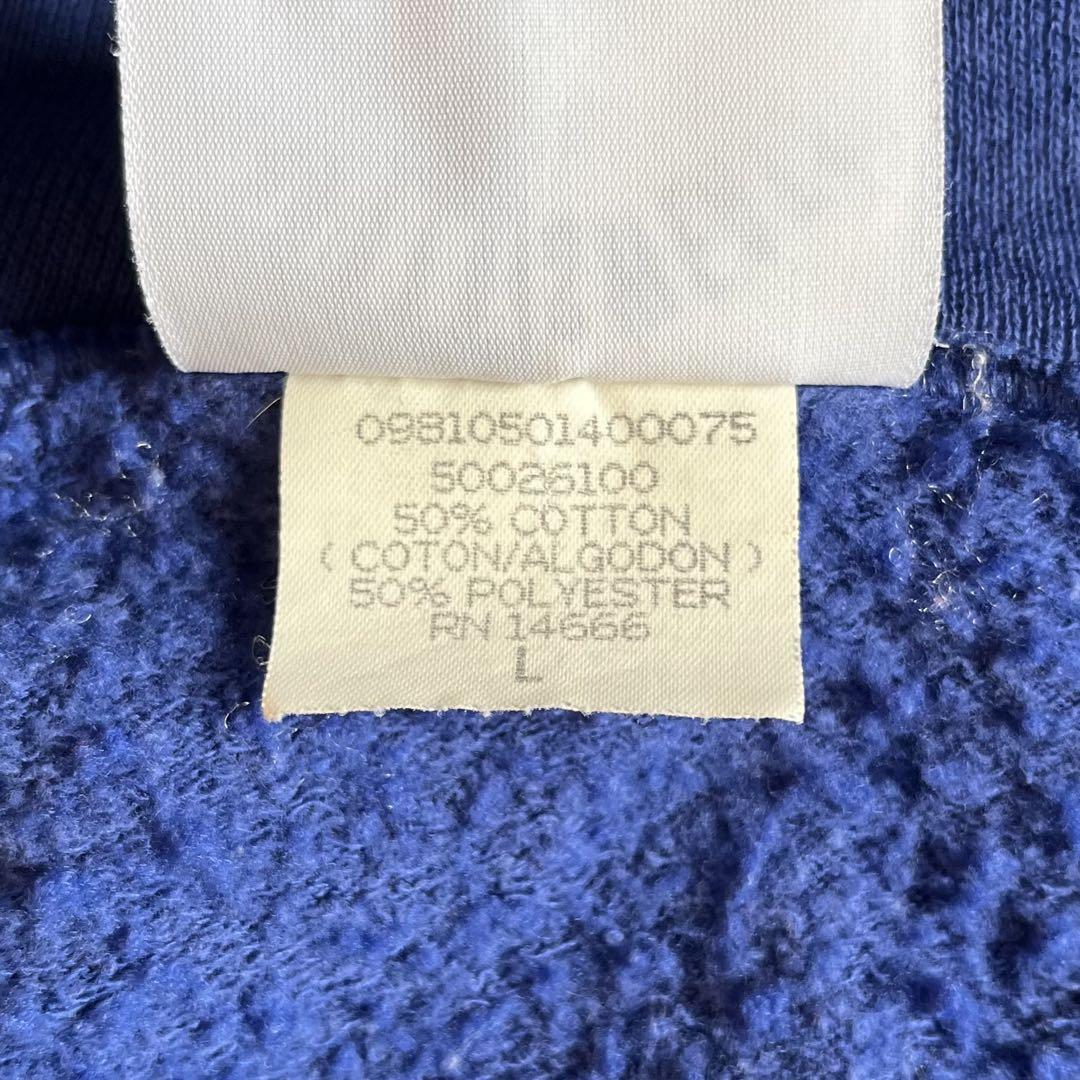 09810501400075
50026100
50% COTTON
( COTON/ALGODON )
50% POLYESTER
RN 14666
L